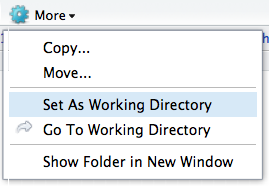 More
Copy...
Move...
Set As Working Directory
Go To Working Directory
Show Folder in New Window